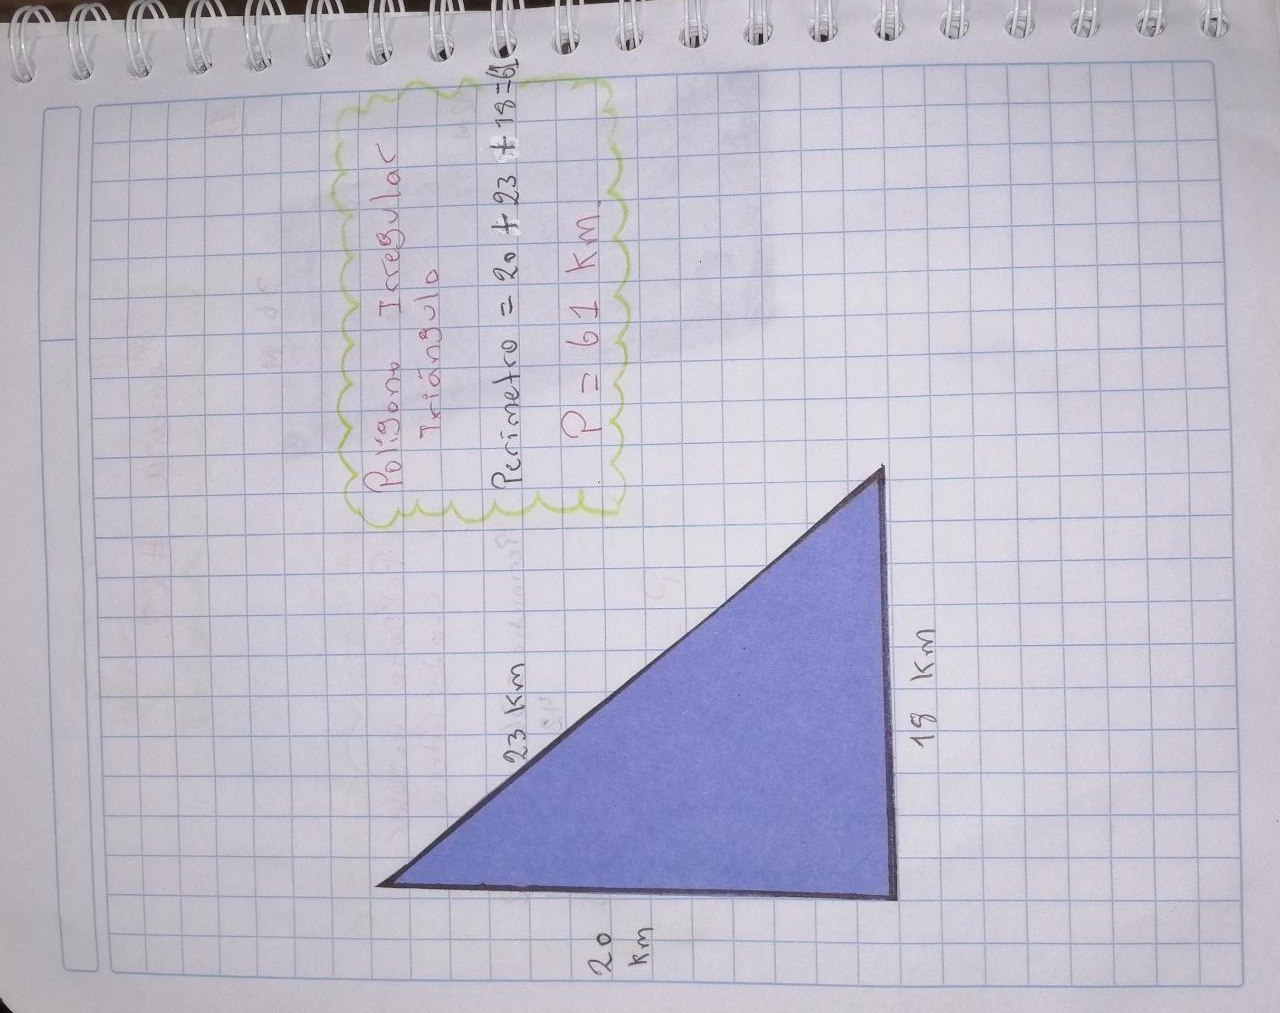 Polígono Irregular
Triángulo
Perimetro = 20 + 23 + 18 = 61
P = 61 km
23 Km
20
km
18 Km